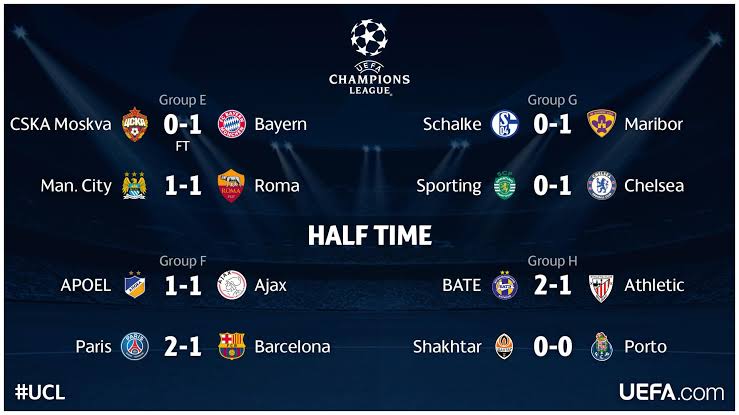 UEFA
CHAMPIONS
LEAGUE
Group E
CSKA Moskva 0-1 Bayern
FT
Man. City 1-1 Roma
Group G
Schalke 0-1 Maribor
Sporting 0-1 Chelsea
HALF TIME
Group F
APOEL 1-1 Ajax
Paris 2-1 Barcelona
Group H
BATE 2-1 Athletic
Shakhtar 0-0 Porto
#UCL
UEFA.com